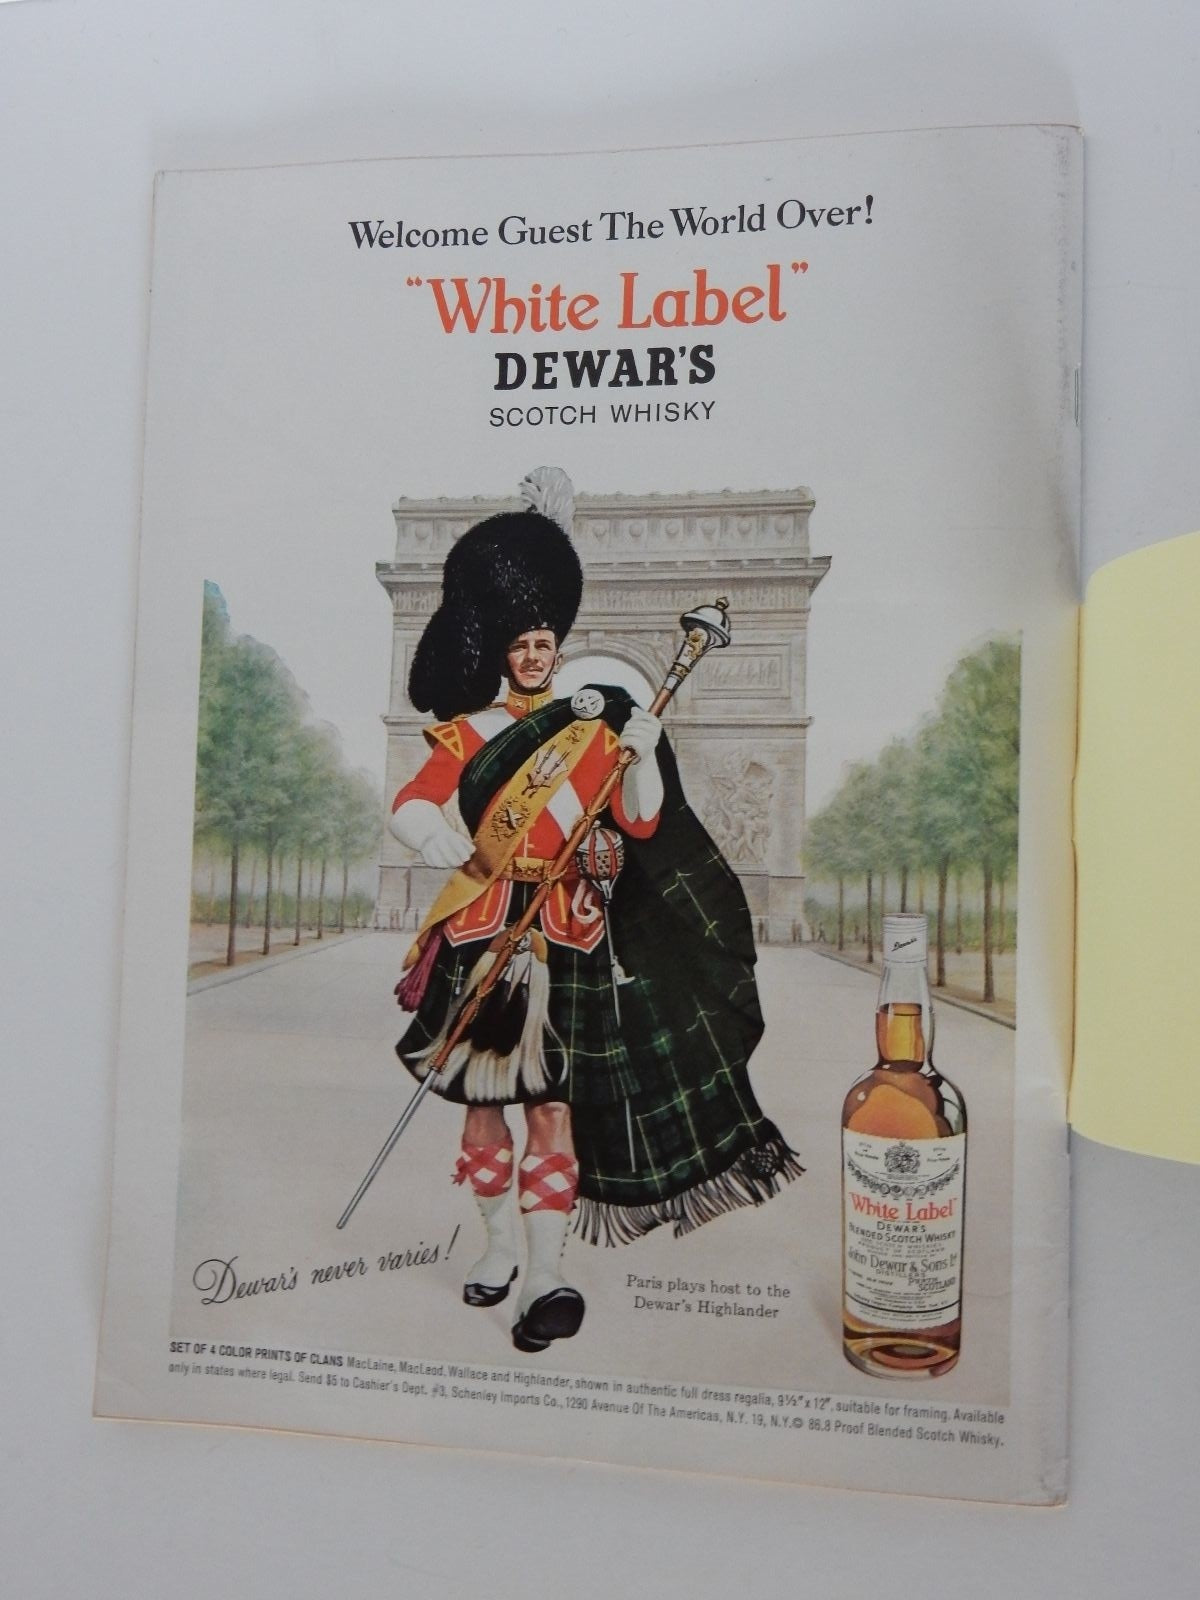 Welcome Guest The World Over!
"White Label"
DEWAR'S
SCOTCH WHISKY
Dewar's
"White Label"
DEWAR'S
BLENDED SCOTCH WHISKY
John Dewar & Sons Ltd
DISTILLERS
PERTH
SCOTLAND
Dewar's never varies!
Paris plays host to the
Dewar's Highlander
SET OF 4 COLOR PRINTS OF CLANS MacLaine, MacLeod, Wallace and Highlander, shown in authentic full dress regalia, 9½" x 12", suitable for framing. Available
only in states where legal. Send $5 to Cashier's Dept. #3, Schenley Imports Co., 1290 Avenue Of The Americas, N.Y. 19, N.Y.© 86.8 Proof Blended Scotch Whisky.